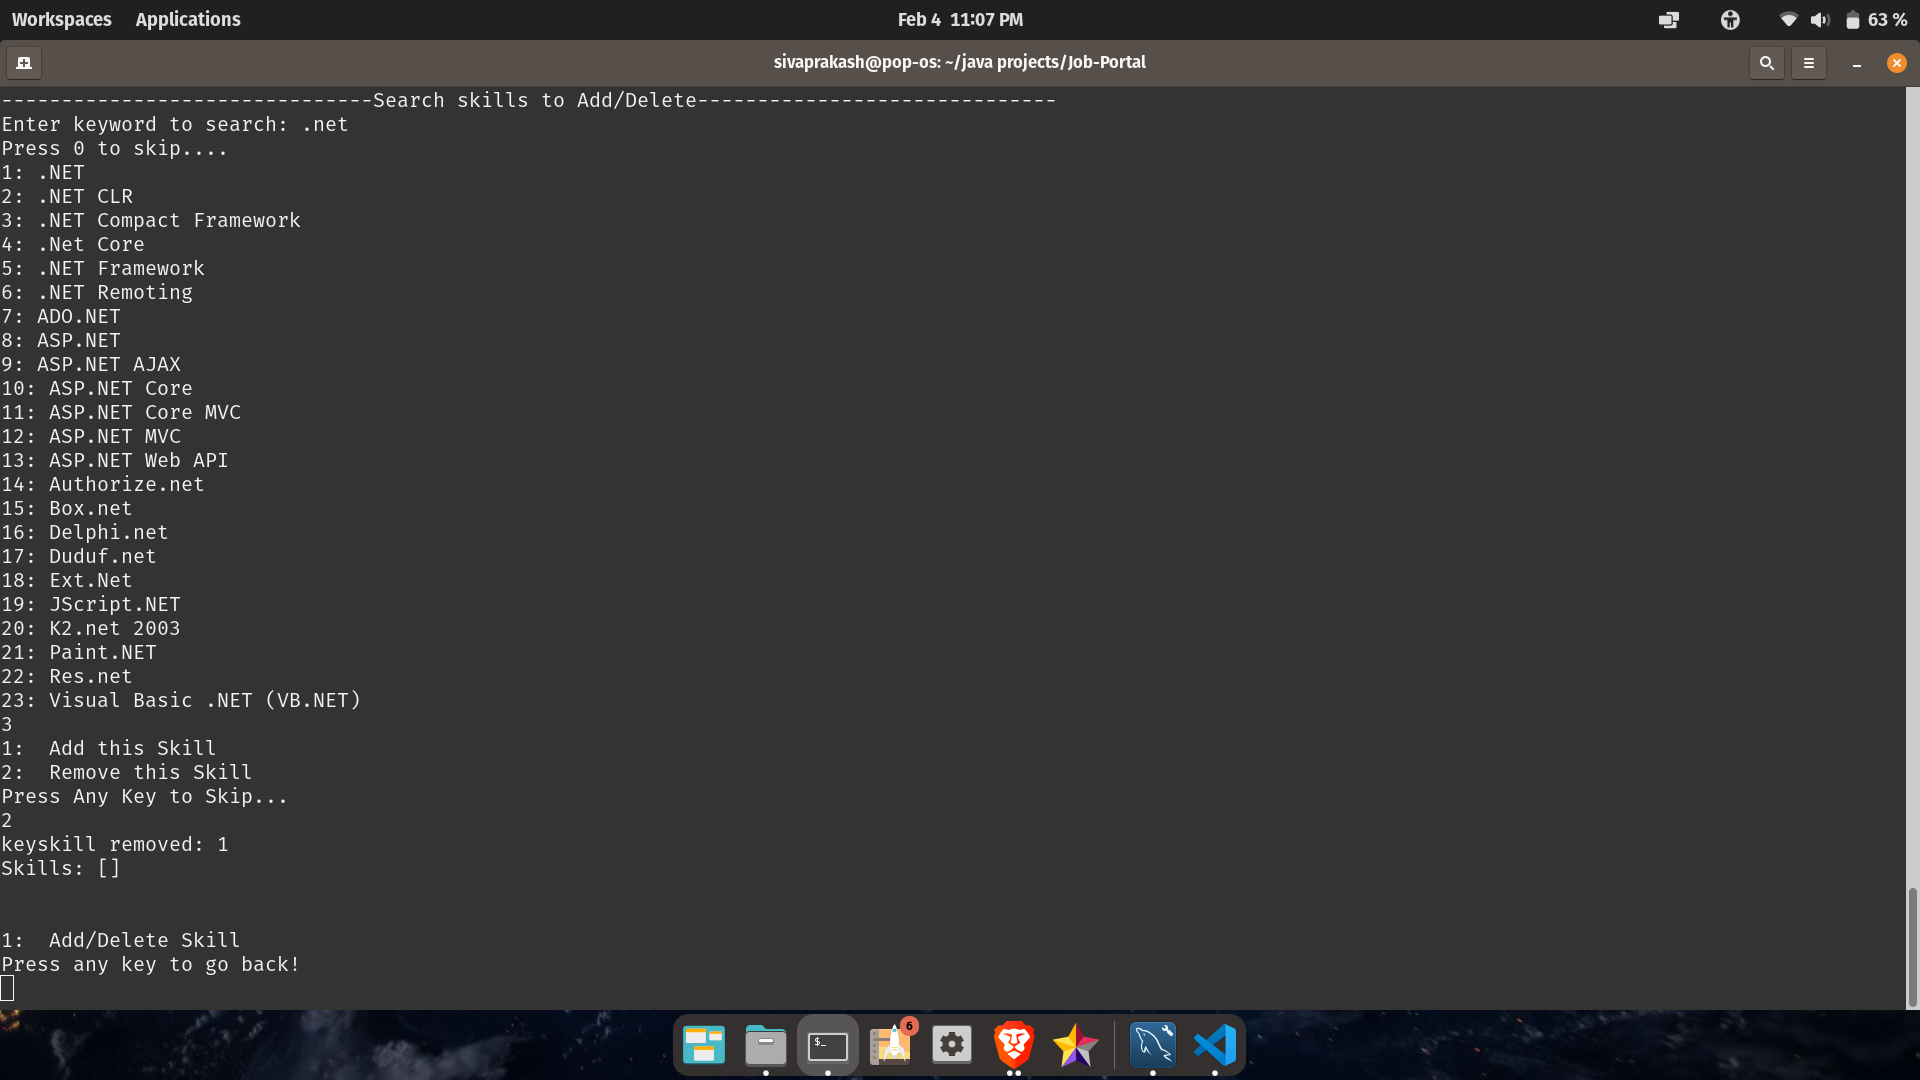 Workspaces Applications Feb 4 11:07 PM 63 %
sivaprakash@pop-os: ~/java projects/Job-Portal
-------------------------------Search skills to Add/Delete------------------------------
Enter keyword to search: .net
Press 0 to skip....
1: .NET
2: .NET CLR
3: .NET Compact Framework
4: .Net Core
5: .NET Framework
6: .NET Remoting
7: ADO.NET
8: ASP.NET
9: ASP.NET AJAX
10: ASP.NET Core
11: ASP.NET Core MVC
12: ASP.NET MVC
13: ASP.NET Web API
14: Authorize.net
15: Box.net
16: Delphi.net
17: Duduf.net
18: Ext.Net
19: JScript.NET
20: K2.net 2003
21: Paint.NET
22: Res.net
23: Visual Basic .NET (VB.NET)
3
1:  Add this Skill
2:  Remove this Skill
Press Any Key to Skip...
2
keyskill removed: 1
Skills: []
1:  Add/Delete Skill
Press any key to go back!
$_
6